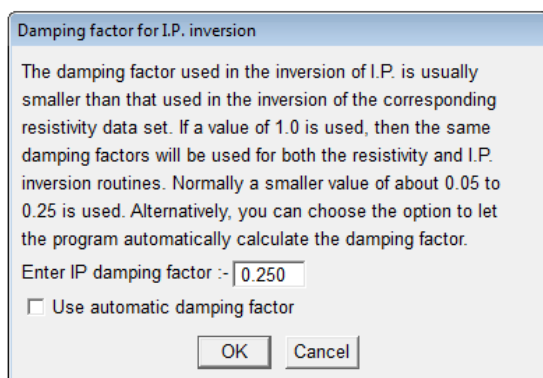 Damping factor for I.P. inversion
The damping factor used in the inversion of I.P. is usually
smaller than that used in the inversion of the corresponding
resistivity data set. If a value of 1.0 is used, then the same
damping factors will be used for both the resistivity and I.P.
inversion routines. Normally a smaller value of about 0.05 to
0.25 is used. Alternatively, you can choose the option to let
the program automatically calculate the damping factor.
Enter IP damping factor :- 0.250
Use automatic damping factor
OK Cancel